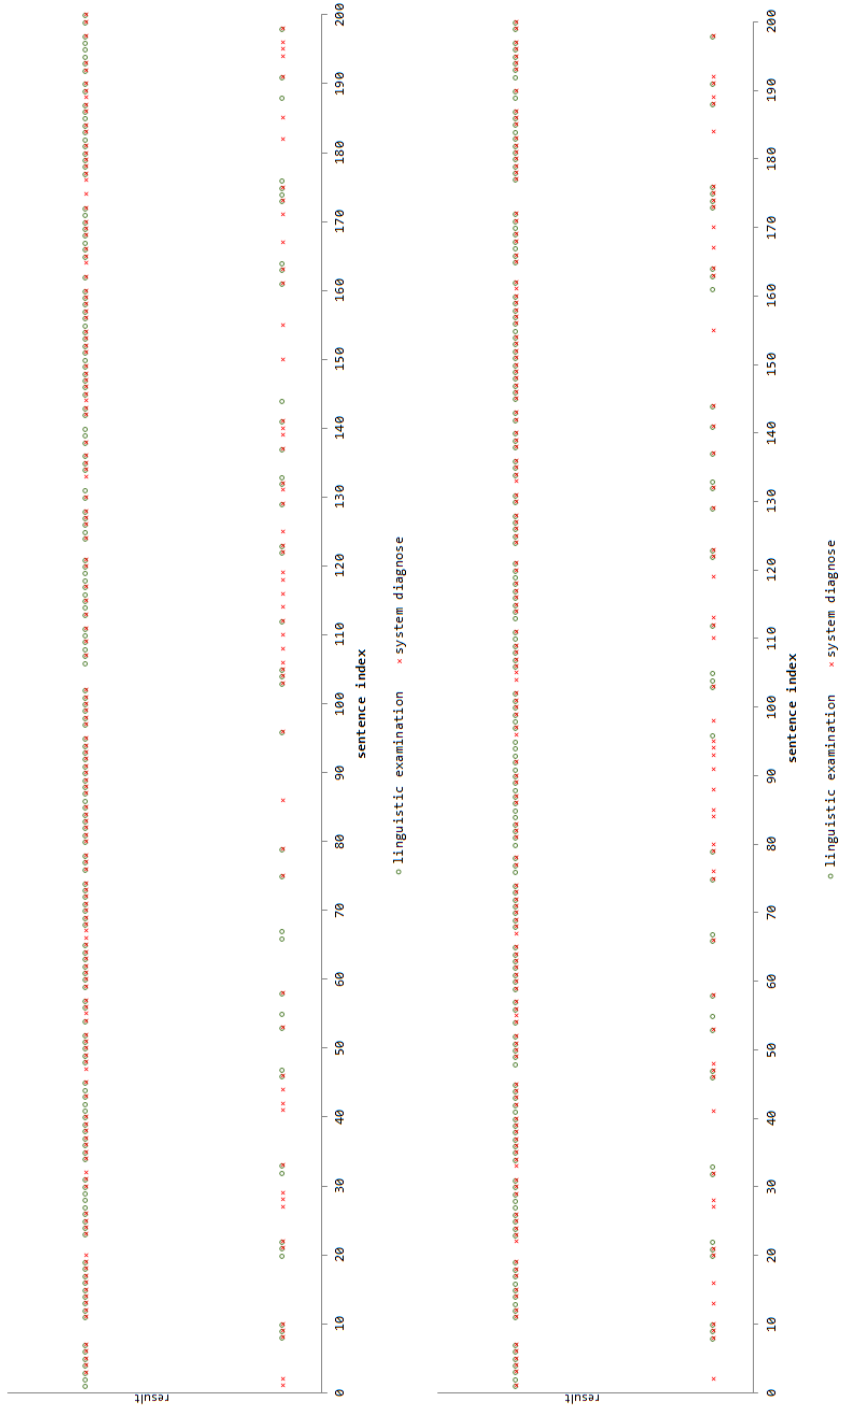 result
0 10 20 30 40 50 60 70 80 90 100 110 120 130 140 150 160 170 180 190 200
sentence index
linguistic examination × system diagnose
result
0 10 20 30 40 50 60 70 80 90 100 110 120 130 140 150 160 170 180 190 200
sentence index
linguistic examination × system diagnose